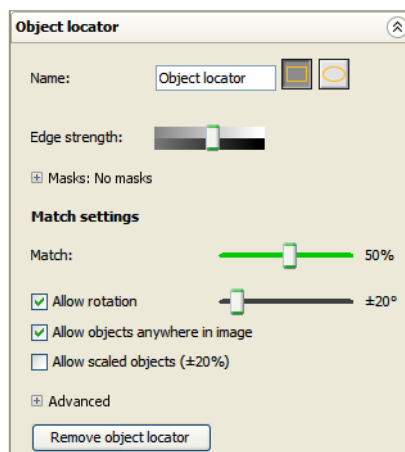 Object locator
Name: Object locator
Edge strength:
Masks: No masks
Match settings
Match: 50%
Allow rotation ±20°
Allow objects anywhere in image
Allow scaled objects (±20%)
Advanced
Remove object locator